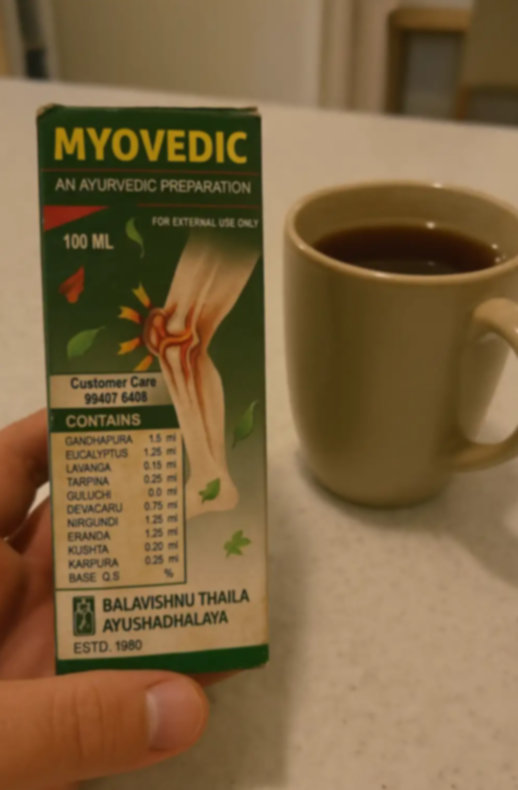 MYOVEDIC
AN AYURVEDIC PREPARATION
FOR EXTERNAL USE ONLY
100 ML
Customer Care
99407 6408
CONTAINS
GANDHAPURA 1.5 ml
EUCALYPTUS 1.25 ml
LAVANGA 0.15 ml
TARPINA 0.25 ml
GULUCHI 0.0 ml
DEVACARU 0.75 ml
NIRGUNDI 1.25 ml
ERANDA 1.25 ml
KUSHTA 0.20 ml
KARPURA 0.25 ml
BASE Q.S %
BALAVISHNU THAILA
AYUSHADHALAYA
ESTD. 1980